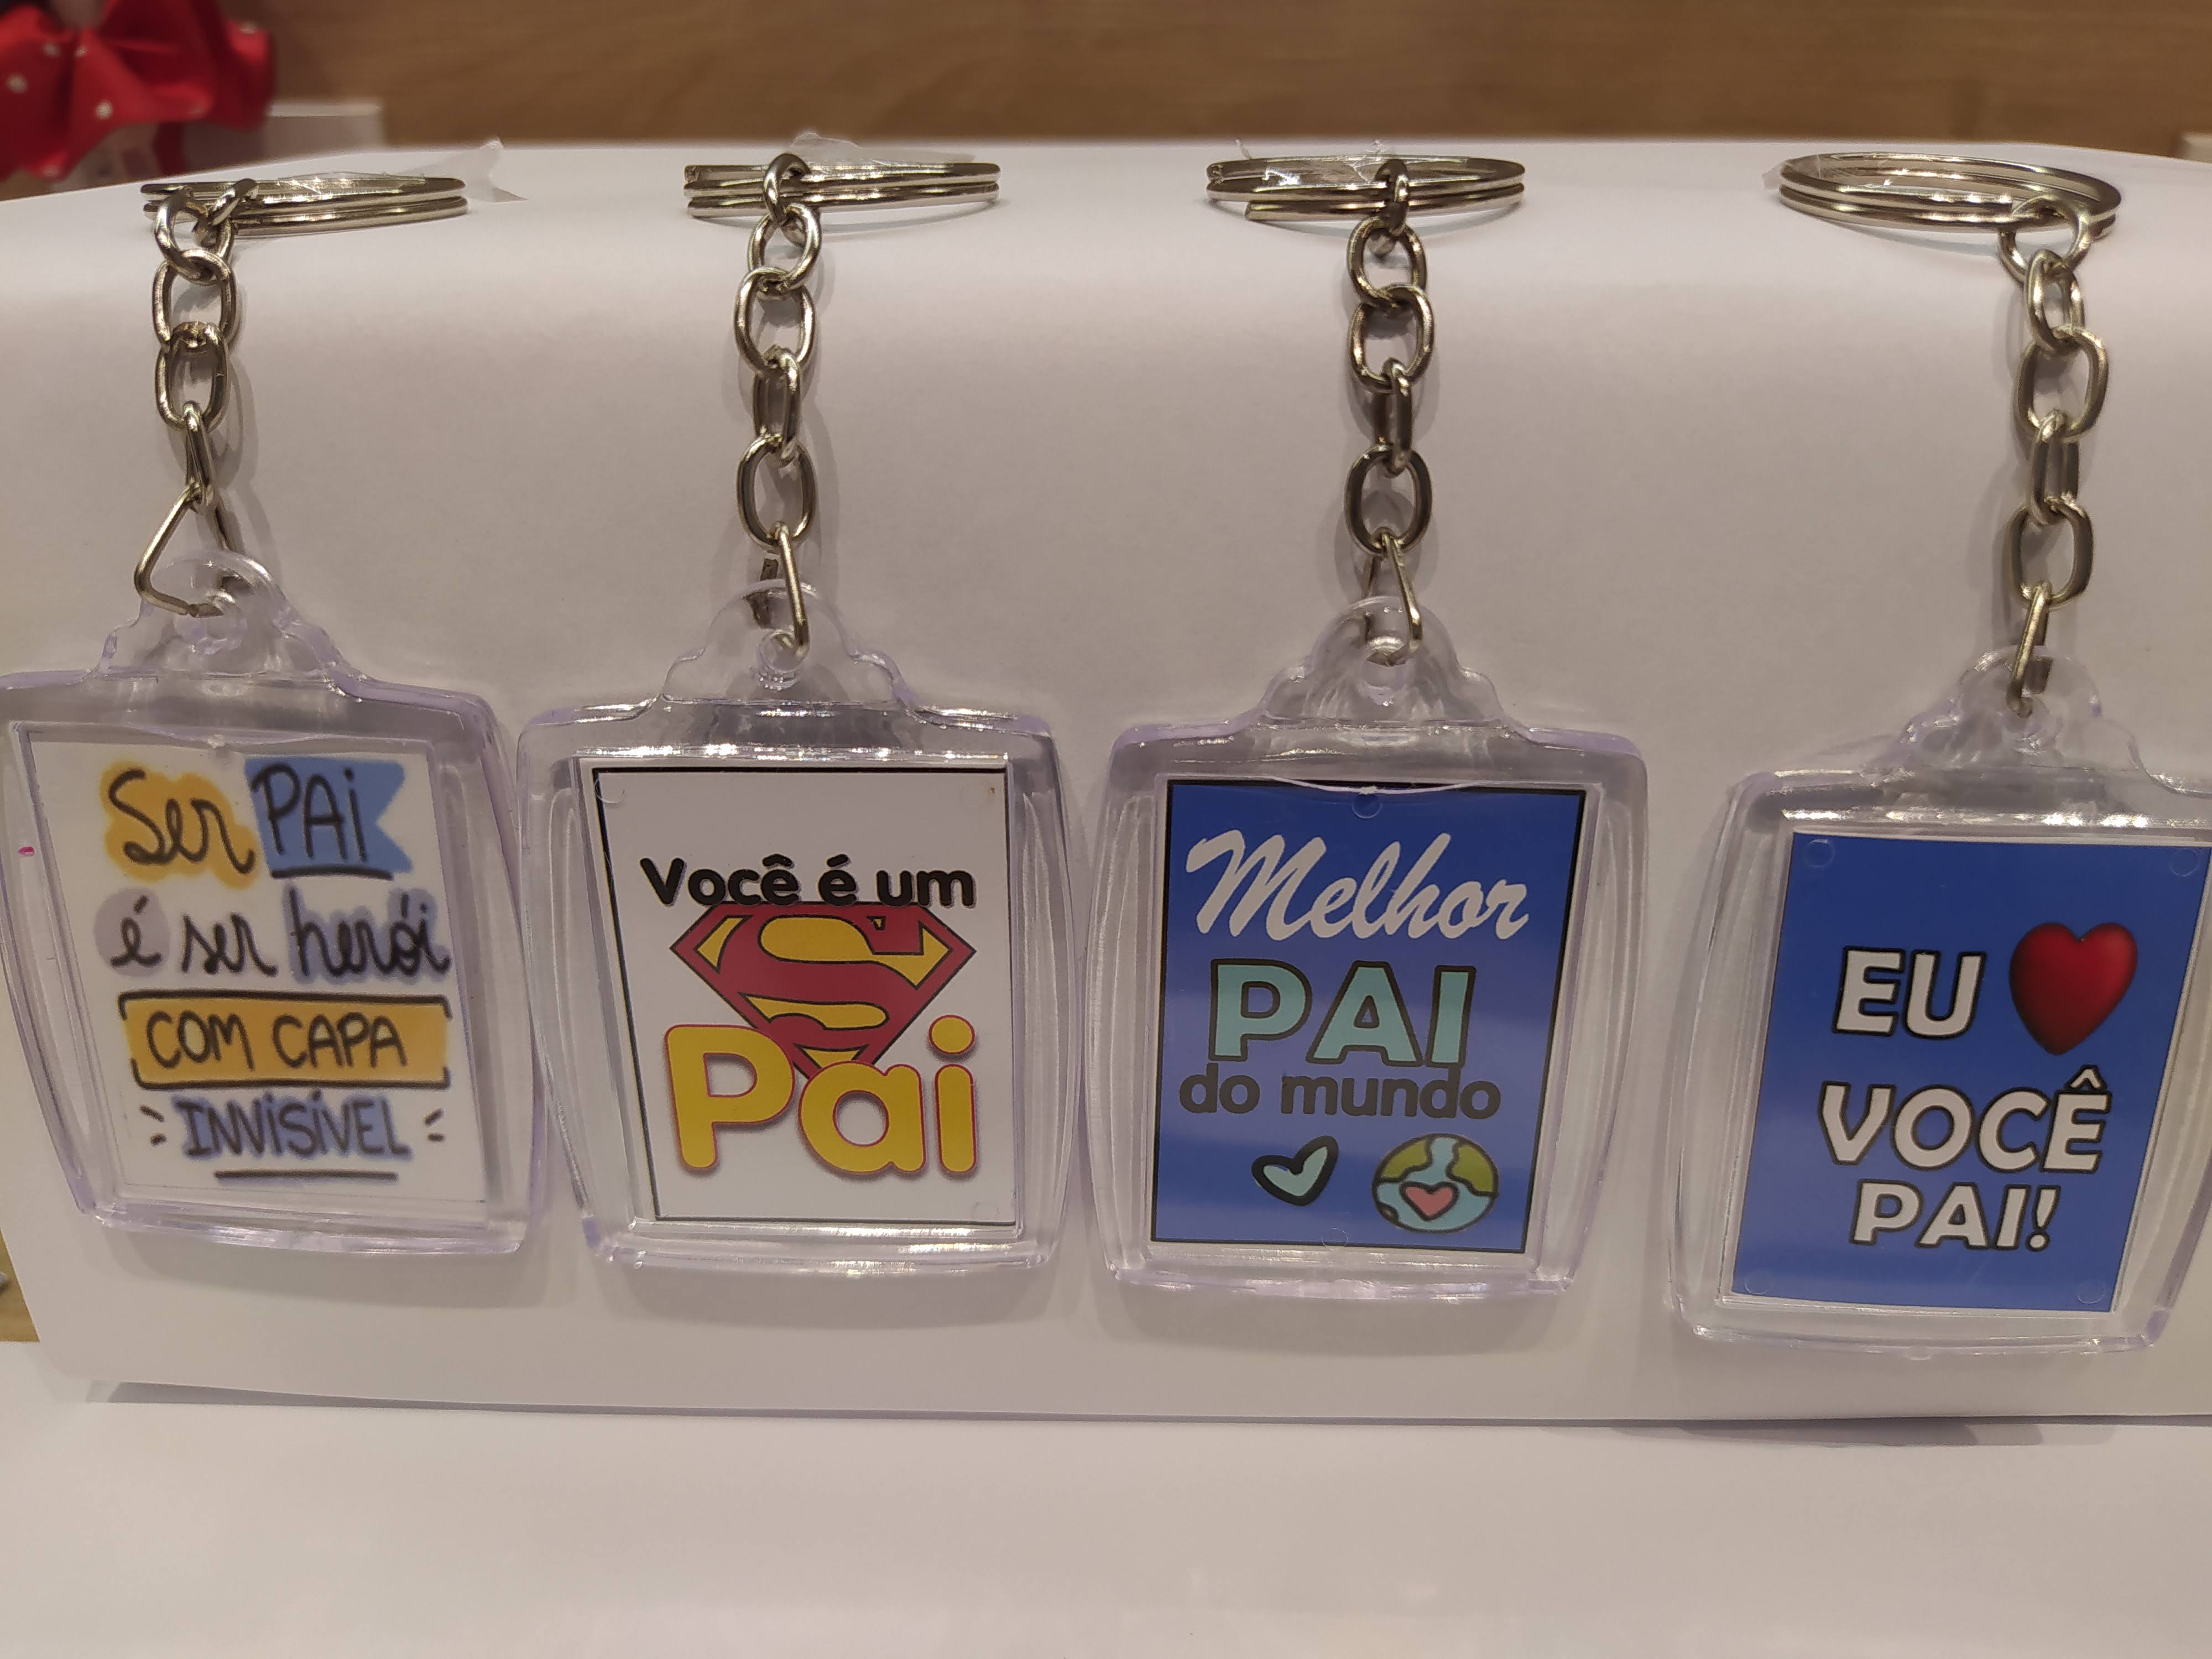 Ser PAi
é ser herói
COM CAPA
INViSíVEL
Você é um
S
Pai
Melhor
PAI
do mundo
EU
VOCÊ
PAI!